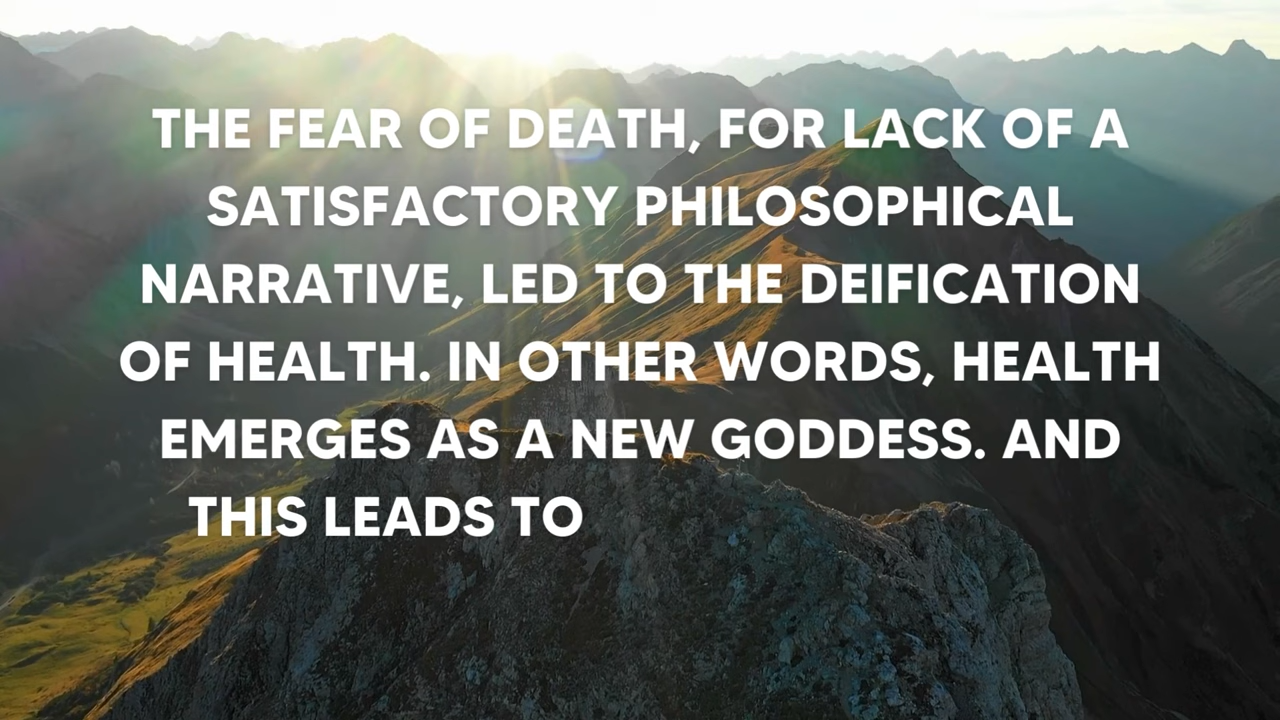 THE FEAR OF DEATH, FOR LACK OF A
SATISFACTORY PHILOSOPHICAL
NARRATIVE, LED TO THE DEIFICATION
OF HEALTH. IN OTHER WORDS, HEALTH
EMERGES AS A NEW GODDESS. AND
THIS LEADS TO